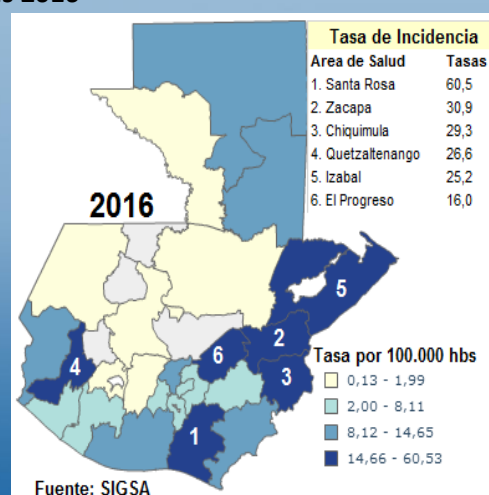 Tasa de Incidencia
Area de Salud Tasas
1. Santa Rosa 60,5
2. Zacapa 30,9
3. Chiquimula 29,3
4. Quetzaltenango 26,6
5. Izabal 25,2
6. El Progreso 16,0
2016
5
2
6
4
3
1
Tasa por 100.000 hbs
0,13 - 1,99
2,00 - 8,11
8,12 - 14,65
14,66 - 60,53
Fuente: SIGSA